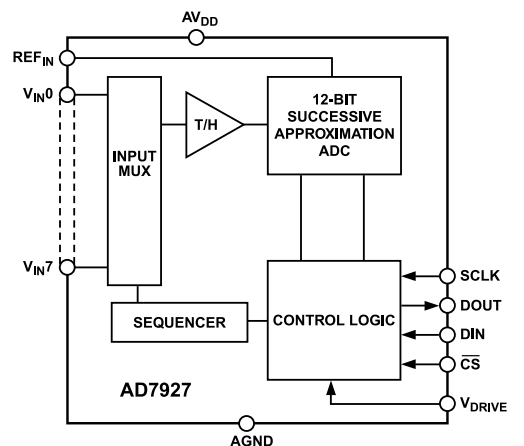 AVDD
REFIN
VIN0
12-BIT
SUCCESSIVE
APPROXIMATION
ADC
T/H
INPUT
MUX
VIN7
SCLK
DOUT
SEQUENCER
CONTROL LOGIC
DIN
CS
AD7927
VDRIVE
AGND